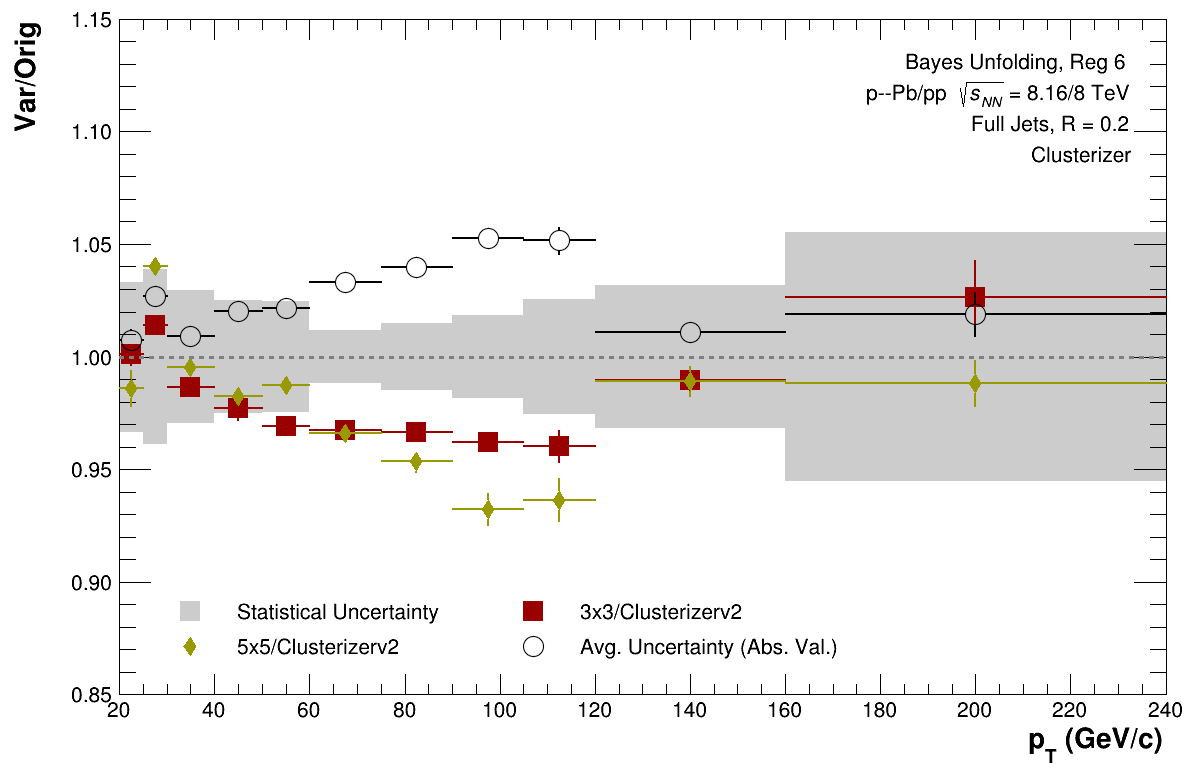 Var/Orig
1.15
1.10
1.05
1.00
0.95
0.90
0.85
Bayes Unfolding, Reg 6
p--Pb/pp √sNN = 8.16/8 TeV
Full Jets, R = 0.2
Clusterizer
Statistical Uncertainty
3x3/Clusterizerv2
5x5/Clusterizerv2
Avg. Uncertainty (Abs. Val.)
20 40 60 80 100 120 140 160 180 200 220 240
pT (GeV/c)